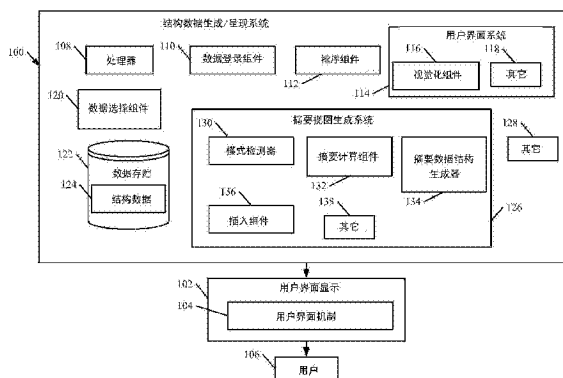 结构数据生成/呈现系统
100
108
处理器
110
数据登录组件
112
排序组件
用户界面系统
116
视觉化组件
118
其它
114
120
数据选择组件
122
数据存储
124
结构数据
摘要视图生成系统
130
模式检测器
132
摘要计算组件
134
摘要数据结构
生成器
136
插入组件
138
其它
126
128
其它
102
用户界面显示
104
用户界面机制
106
用户